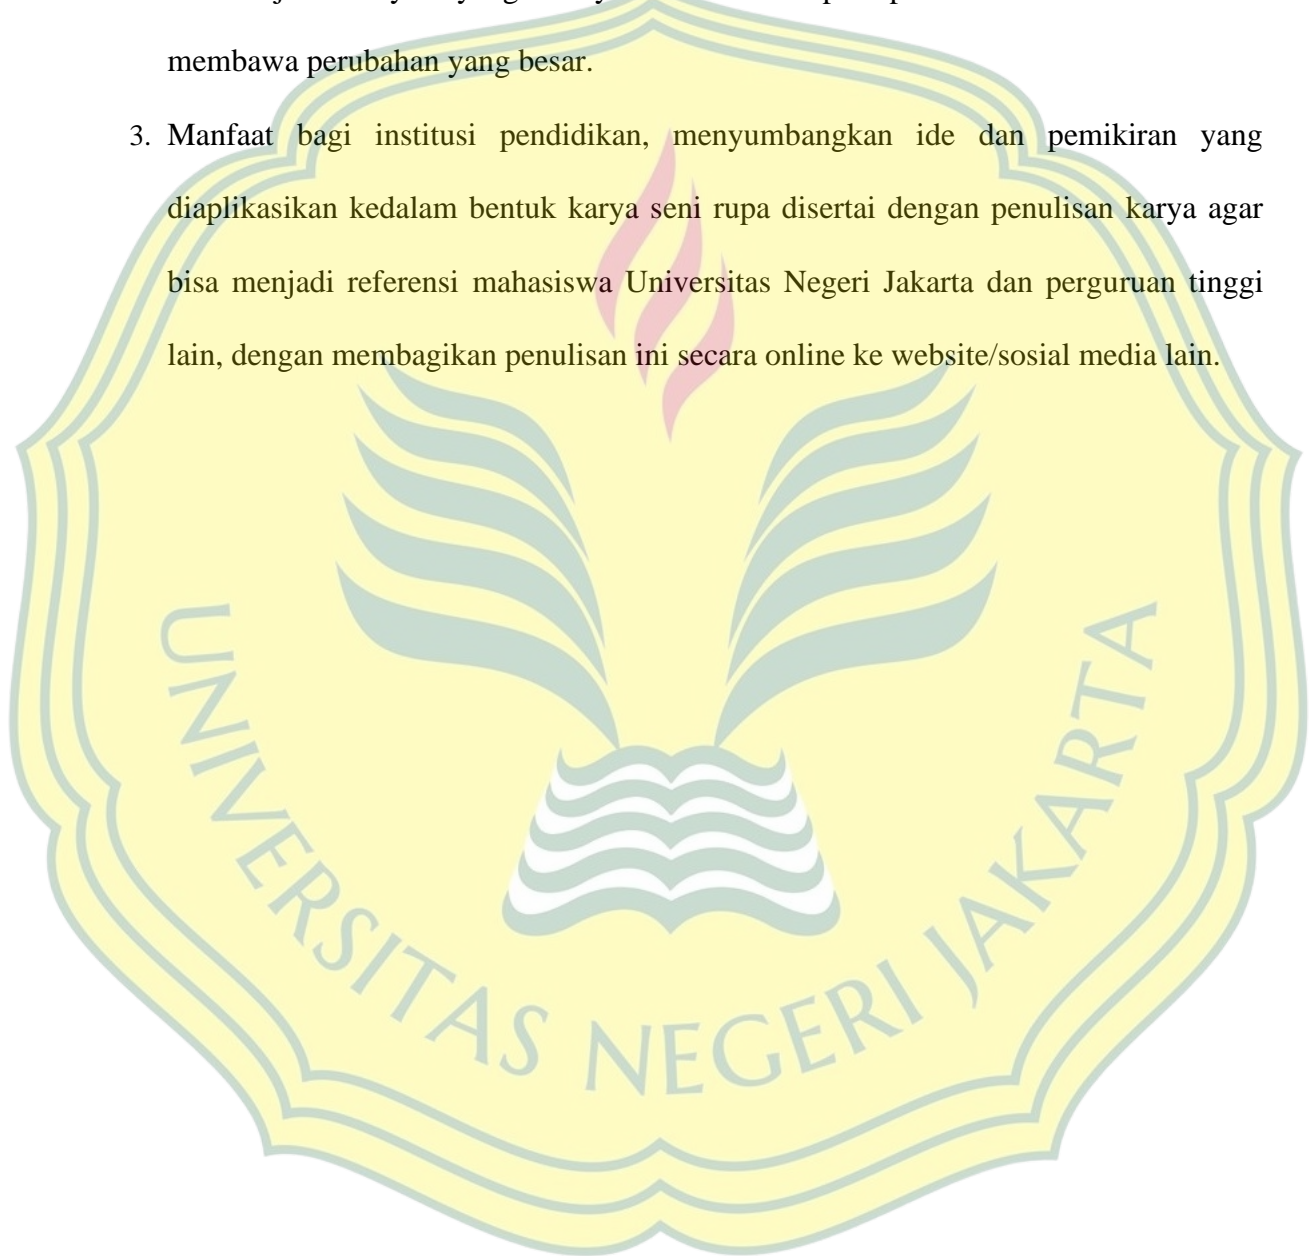 membawa perubahan yang besar.
3. Manfaat bagi institusi pendidikan, menyumbangkan ide dan pemikiran yang
diaplikasikan kedalam bentuk karya seni rupa disertai dengan penulisan karya agar
bisa menjadi referensi mahasiswa Universitas Negeri Jakarta dan perguruan tinggi
lain, dengan membagikan penulisan ini secara online ke website/sosial media lain.
UNIVERSITAS NEGERI JAKARTA